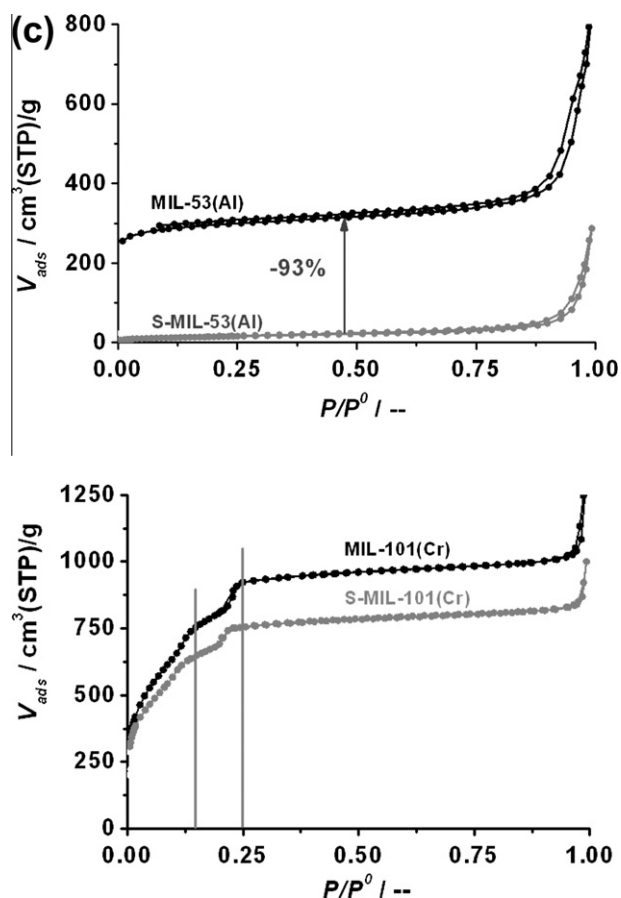 (c)
800
600
400
200
0
V_ads / cm³(STP)/g
MIL-53(Al)
-93%
S-MIL-53(Al)
0.00 0.25 0.50 0.75 1.00
P/P⁰ / --
1250
1000
750
500
250
0
V_ads / cm³(STP)/g
MIL-101(Cr)
S-MIL-101(Cr)
0.00 0.25 0.50 0.75 1.00
P/P⁰ / --